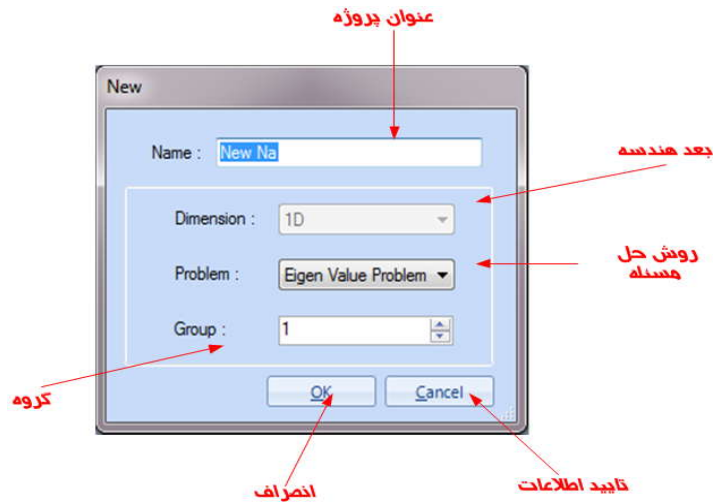 عنوان پروژه
New
Name : New Na
بعد هندسه
Dimension : 1D
روش حل
مسئله
Problem : Eigen Value Problem
Group : 1
گروه
OK Cancel
انصراف تایید اطلاعات